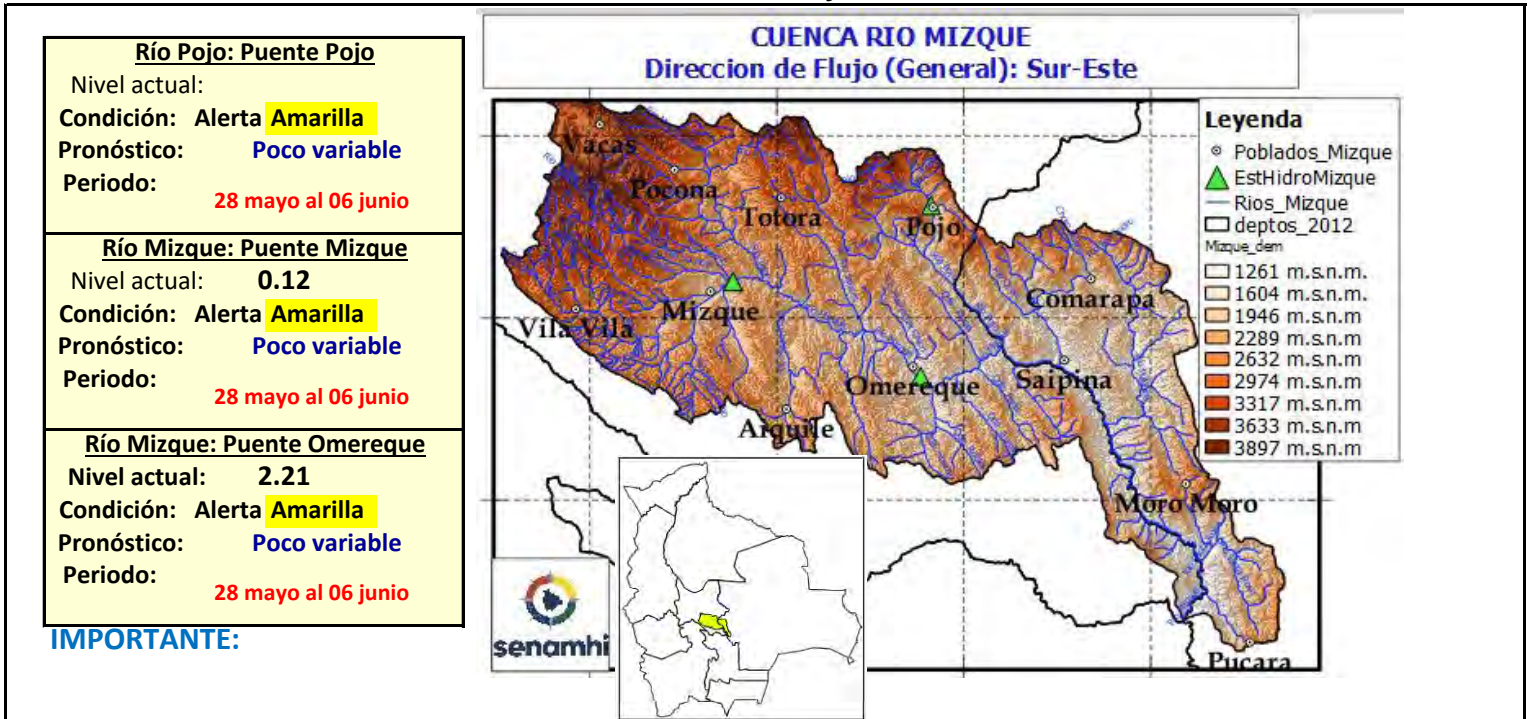 Río Pojo: Puente Pojo
Nivel actual:
Condición: Alerta Amarilla
Pronóstico: Poco variable
Periodo:
28 mayo al 06 junio
Río Mizque: Puente Mizque
Nivel actual: 0.12
Condición: Alerta Amarilla
Pronóstico: Poco variable
Periodo:
28 mayo al 06 junio
Río Mizque: Puente Omereque
Nivel actual: 2.21
Condición: Alerta Amarilla
Pronóstico: Poco variable
Periodo:
28 mayo al 06 junio
IMPORTANTE:
CUENCA RIO MIZQUE
Direccion de Flujo (General): Sur-Este
Vacas
Pocona
Totora
Pojo
Mizque
Vila Vila
Comarapa
Omereque
Saipina
Aiquile
Moro Moro
Pucara
Leyenda
Poblados_Mizque
EstHidroMizque
Rios_Mizque
deptos_2012
Mizque_dem
1261 m.s.n.m.
1604 m.s.n.m.
1946 m.s.n.m
2289 m.s.n.m
2632 m.s.n.m
2974 m.s.n.m
3317 m.s.n.m
3633 m.s.n.m
3897 m.s.n.m
senamhi